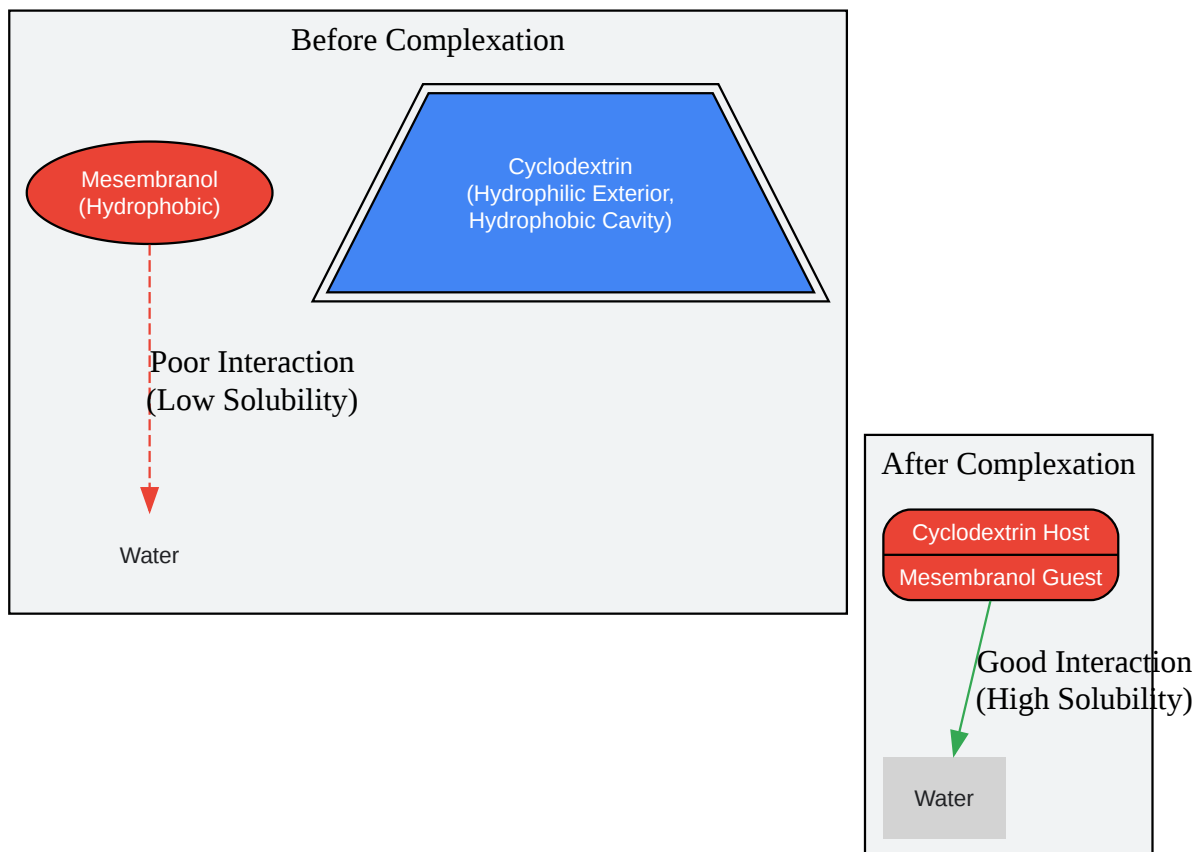 Before Complexation
Mesembranol
(Hydrophobic)
Cyclodextrin
(Hydrophilic Exterior,
Hydrophobic Cavity)
Poor Interaction
(Low Solubility)
Water
After Complexation
Cyclodextrin Host
Mesembranol Guest
Good Interaction
(High Solubility)
Water